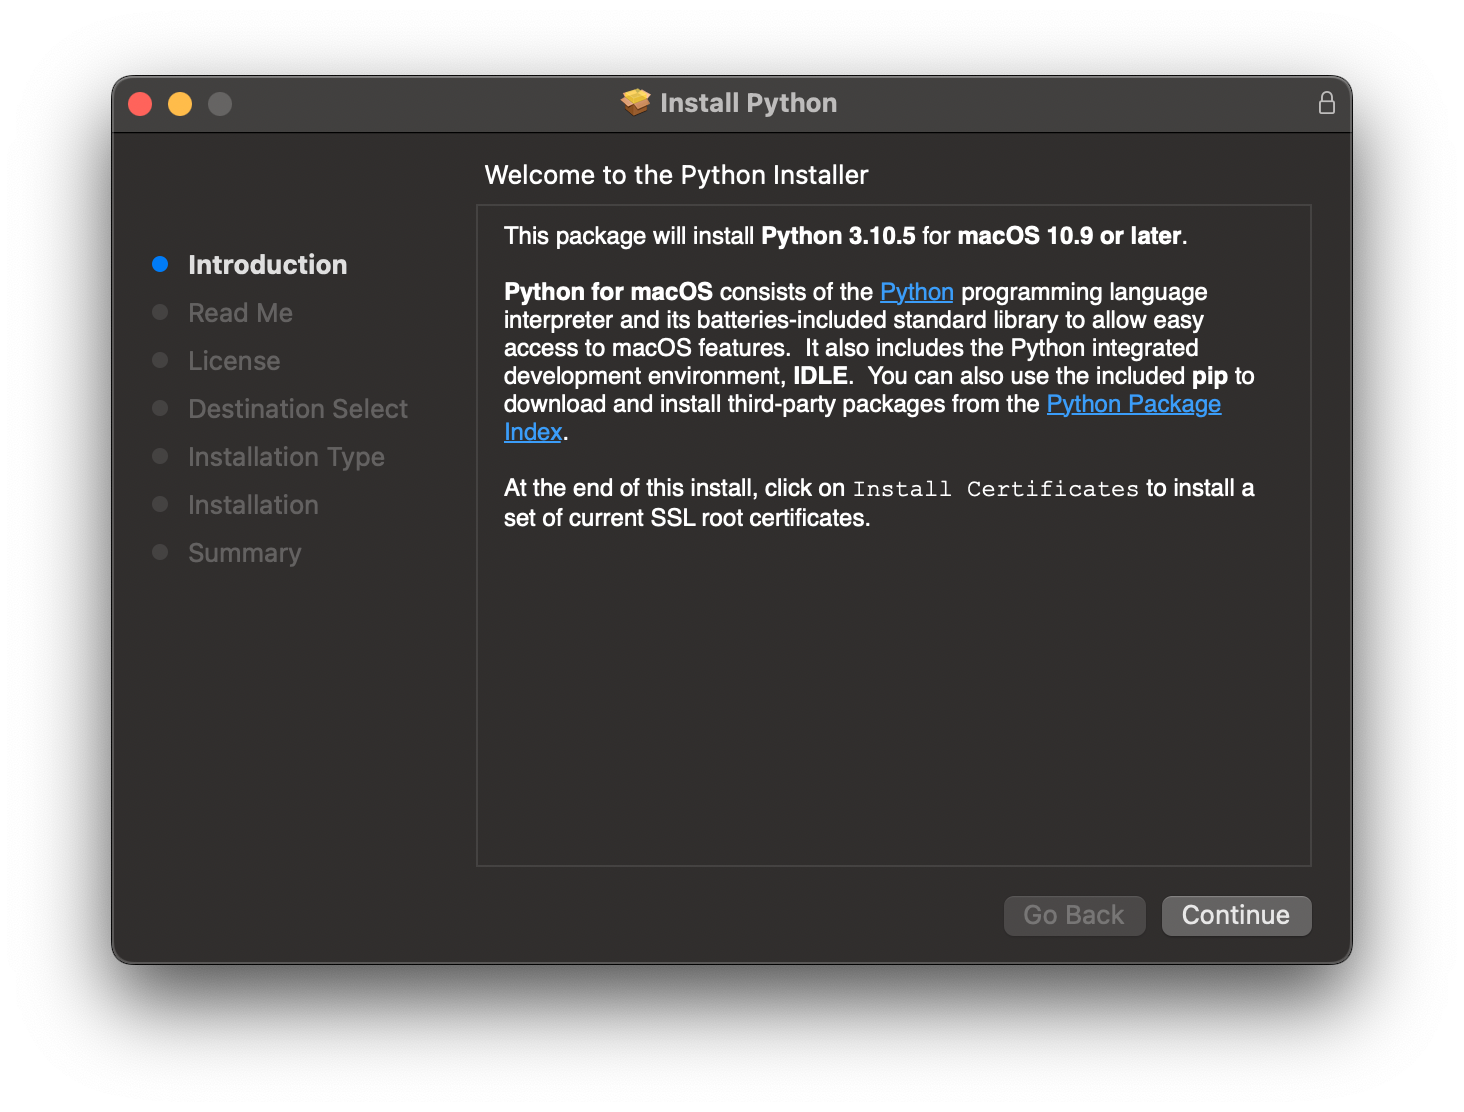 Install Python
Welcome to the Python Installer
Introduction
Read Me
License
Destination Select
Installation Type
Installation
Summary
This package will install Python 3.10.5 for macOS 10.9 or later.
Python for macOS consists of the Python programming language
interpreter and its batteries-included standard library to allow easy
access to macOS features.  It also includes the Python integrated
development environment, IDLE.  You can also use the included pip to
download and install third-party packages from the Python Package
Index.
At the end of this install, click on Install Certificates to install a
set of current SSL root certificates.
Go Back
Continue